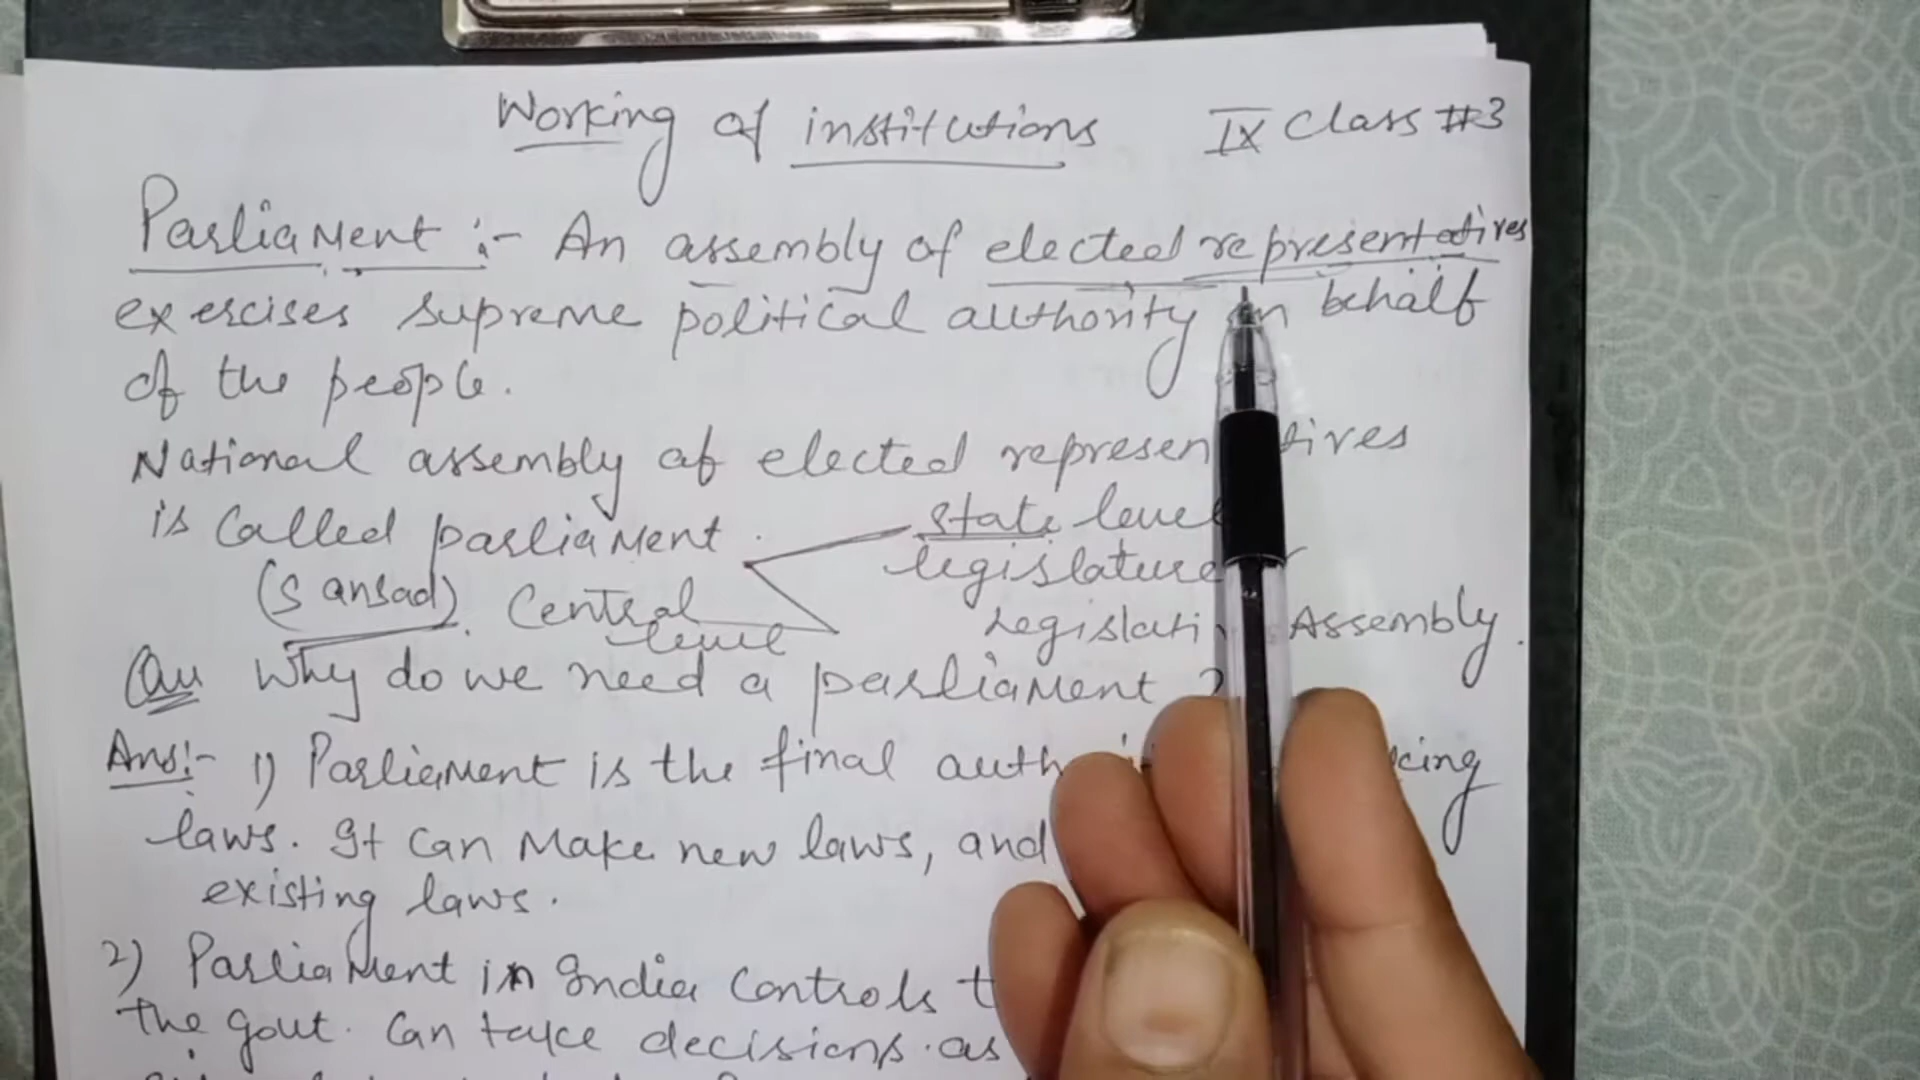 Working of institutions IX Class #3
Parliament :- An assembly of elected representatives
exercises supreme political authority on behalf
of the people.
National assembly of elected represen tives
is Called parliament. state level
(Sansad). Central level legislature
Legislati Assembly.
Qu Why do we need a parliament ?
Ans:- 1) Parliament is the final
laws. It can Make new laws, and
existing laws.
2) Parliament in India Controls
the govt. Can take decisions. as